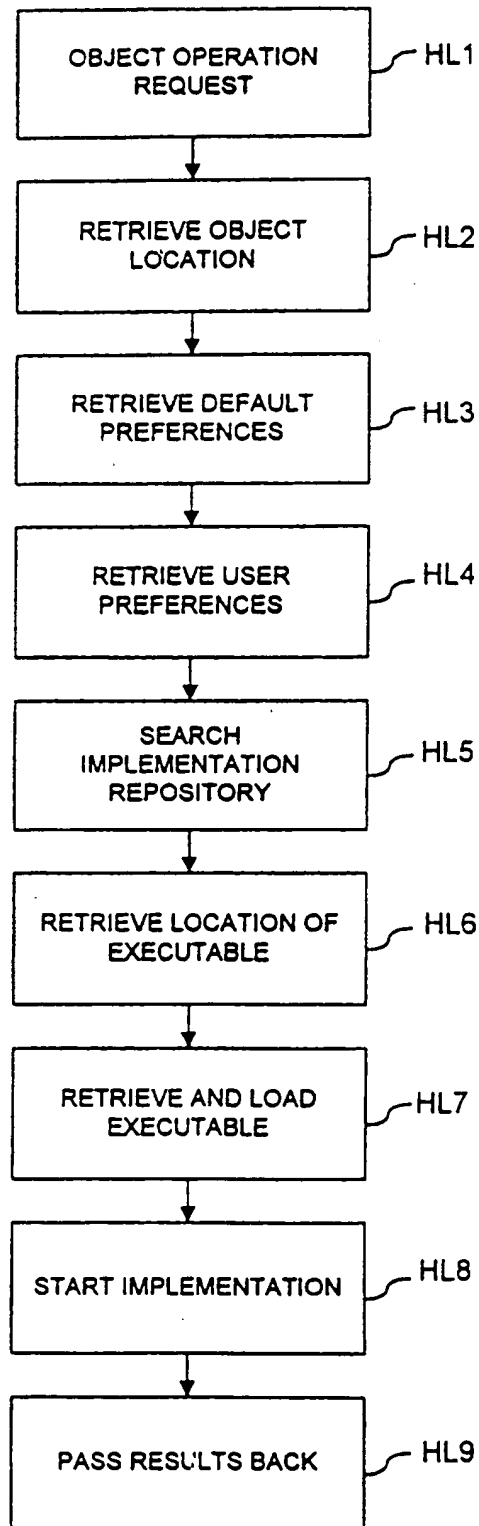 OBJECT OPERATION
REQUEST
HL1
RETRIEVE OBJECT
LOCATION
HL2
RETRIEVE DEFAULT
PREFERENCES
HL3
RETRIEVE USER
PREFERENCES
HL4
SEARCH
IMPLEMENTATION
REPOSITORY
HL5
RETRIEVE LOCATION OF
EXECUTABLE
HL6
RETRIEVE AND LOAD
EXECUTABLE
HL7
START IMPLEMENTATION
HL8
PASS RESULTS BACK
HL9